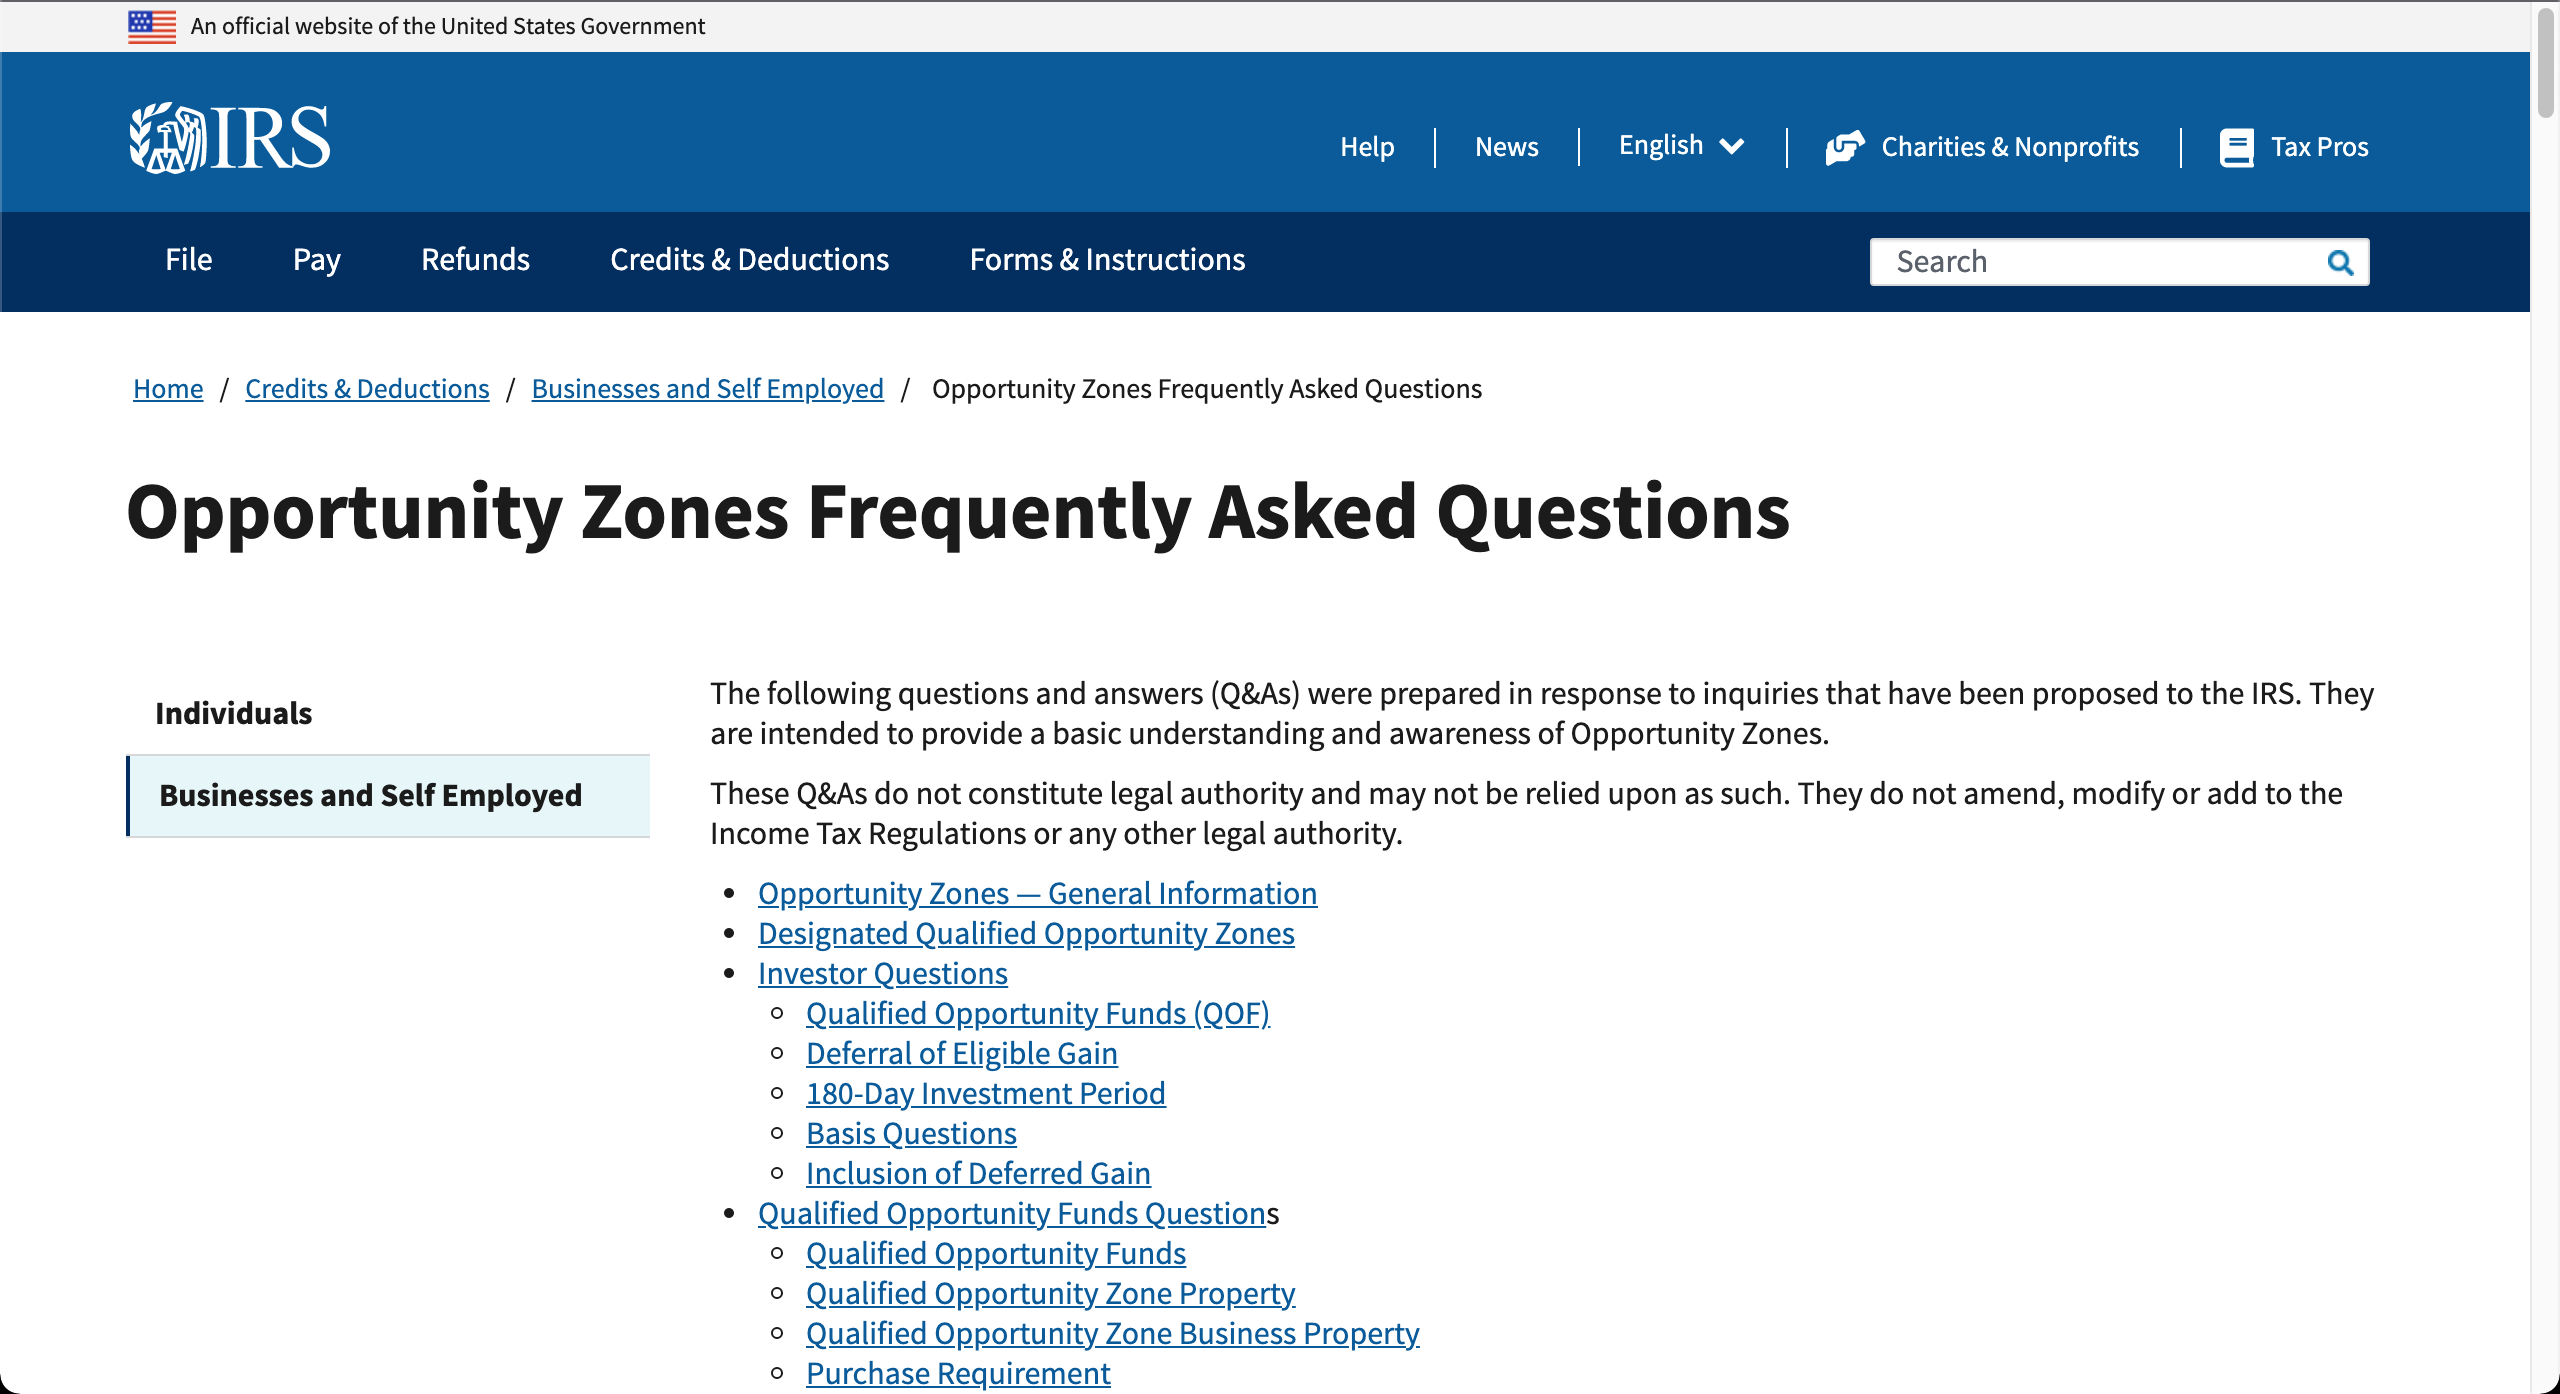 An official website of the United States Government
IRS
Help
News
English
Charities & Nonprofits
Tax Pros
File
Pay
Refunds
Credits & Deductions
Forms & Instructions
Search
Home / Credits & Deductions / Businesses and Self Employed / Opportunity Zones Frequently Asked Questions
Opportunity Zones Frequently Asked Questions
Individuals
Businesses and Self Employed
The following questions and answers (Q&As) were prepared in response to inquiries that have been proposed to the IRS. They
are intended to provide a basic understanding and awareness of Opportunity Zones.
These Q&As do not constitute legal authority and may not be relied upon as such. They do not amend, modify or add to the
Income Tax Regulations or any other legal authority.
Opportunity Zones — General Information
Designated Qualified Opportunity Zones
Investor Questions
Qualified Opportunity Funds (QOF)
Deferral of Eligible Gain
180-Day Investment Period
Basis Questions
Inclusion of Deferred Gain
Qualified Opportunity Funds Questions
Qualified Opportunity Funds
Qualified Opportunity Zone Property
Qualified Opportunity Zone Business Property
Purchase Requirement